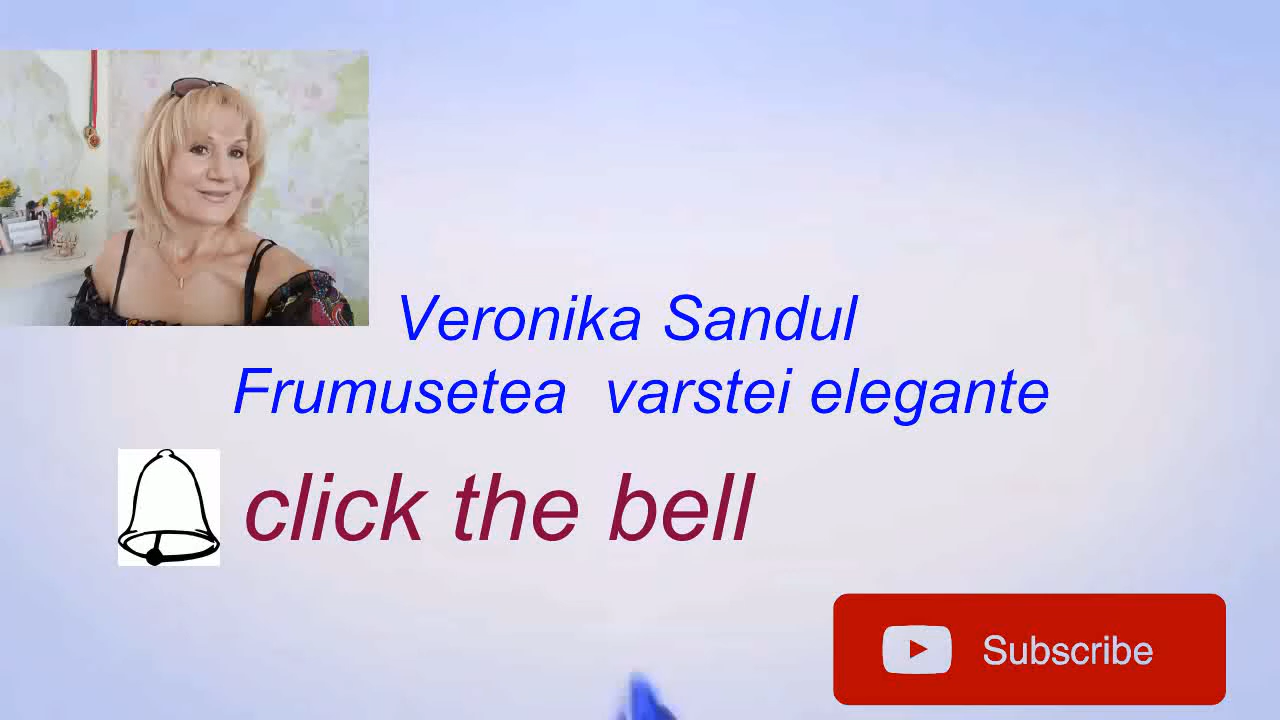 Veronika Sandul
Frumusetea varstei elegante
click the bell
Subscribe